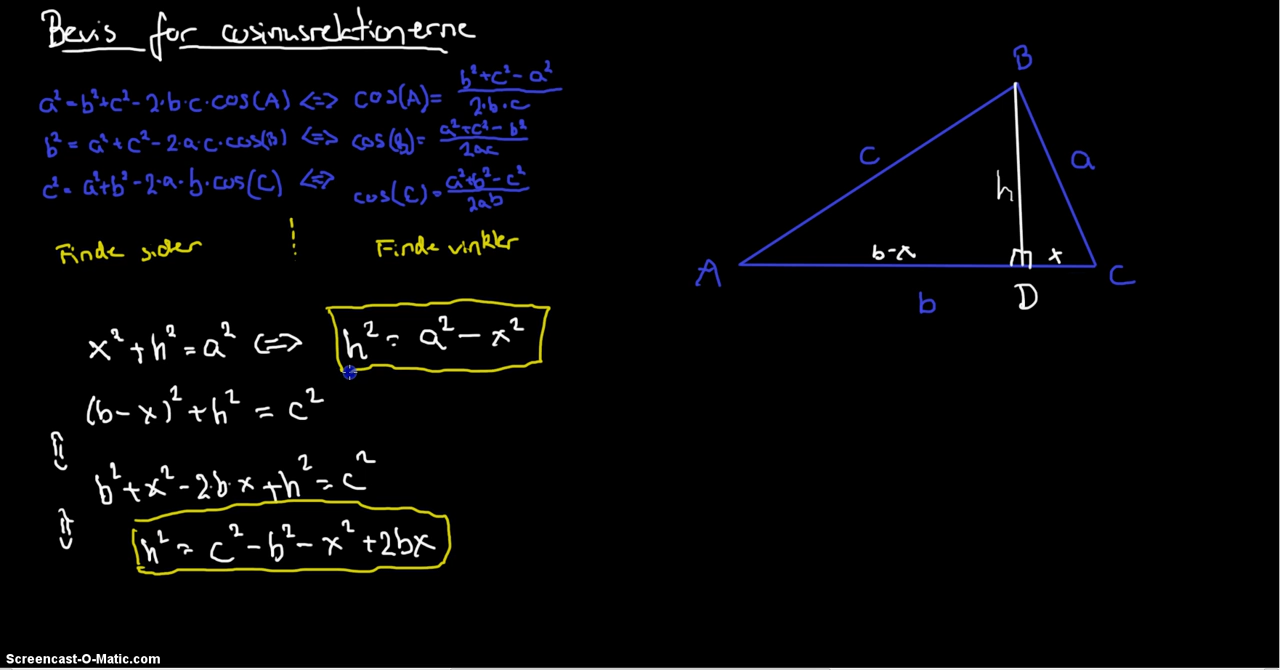 Bevis for cosinusrelationerne
a² = b² + c² - 2·b·c·cos(A) <=> cos(A) = (b² + c² - a²)/(2·b·c)
b² = a² + c² - 2·a·c·cos(B) <=> cos(B) = (a² + c² - b²)/(2ac)
c² = a² + b² - 2·a·b·cos(C) <=> cos(C) = (a² + b² - c²)/(2ab)
Finde sider
Finde vinkler
x² + h² = a² <=> h² = a² - x²
(b - x)² + h² = c²
⇕
b² + x² - 2·b·x + h² = c²
⇕
h² = c² - b² - x² + 2bx
B
c
a
h
b-x
x
A
C
b
D
Screencast-O-Matic.com